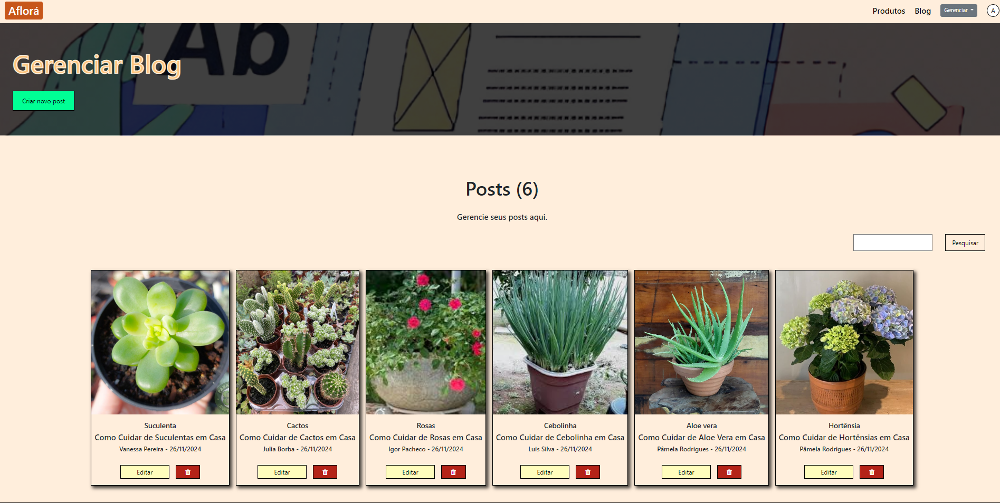 Aflorá
Produtos Blog Gerenciar A
Ab
Gerenciar Blog
Criar novo post
Posts (6)
Gerencie seus posts aqui.
Pesquisar
Suculenta
Como Cuidar de Suculentas em Casa
Vanessa Pereira - 26/11/2024
Editar
Cactos
Como Cuidar de Cactos em Casa
Julia Borba - 26/11/2024
Editar
Rosas
Como Cuidar de Rosas em Casa
Igor Pacheco - 26/11/2024
Editar
Cebolinha
Como Cuidar de Cebolinha em Casa
Luis Silva - 26/11/2024
Editar
Aloe vera
Como Cuidar de Aloe Vera em Casa
Pâmela Rodrigues - 26/11/2024
Editar
Hortênsia
Como Cuidar de Hortênsias em Casa
Pâmela Rodrigues - 26/11/2024
Editar